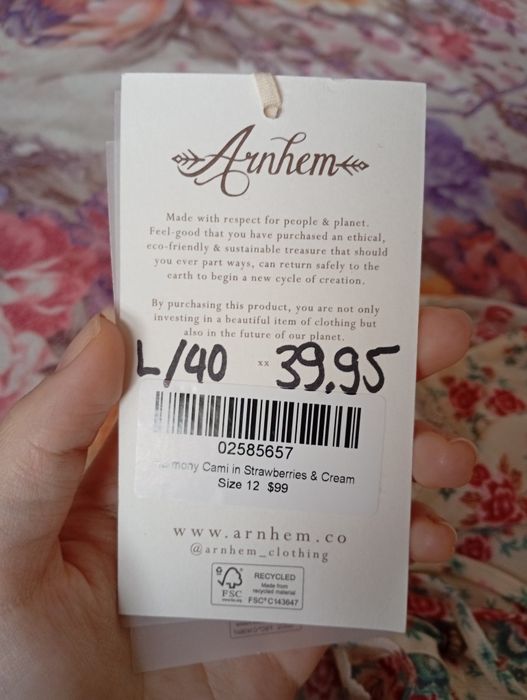 Arnhem
Made with respect for people & planet.
Feel-good that you have purchased an ethical,
eco-friendly & sustainable treasure that should
you ever part ways, can return safely to the
earth to begin a new cycle of creation.
By purchasing this product, you are not only
investing in a beautiful item of clothing but
also in the future of our planet.
L/40 xx 39.95
02585657
Cami in Strawberries & Cream
Size 12 $99
www.arnhem.co
@arnhem_clothing
FSC
RECYCLED
Made from
recycled material
FSC® C143647